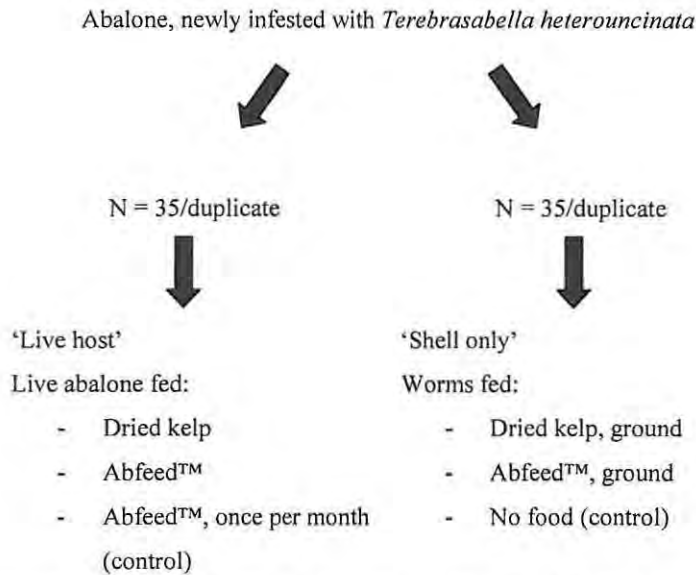 Abalone, newly infested with Terebrasabella heterouncinata
N = 35/duplicate
N = 35/duplicate
‘Live host’
Live abalone fed:
- Dried kelp
- Abfeed™
- Abfeed™, once per month
(control)
‘Shell only’
Worms fed:
- Dried kelp, ground
- Abfeed™, ground
- No food (control)